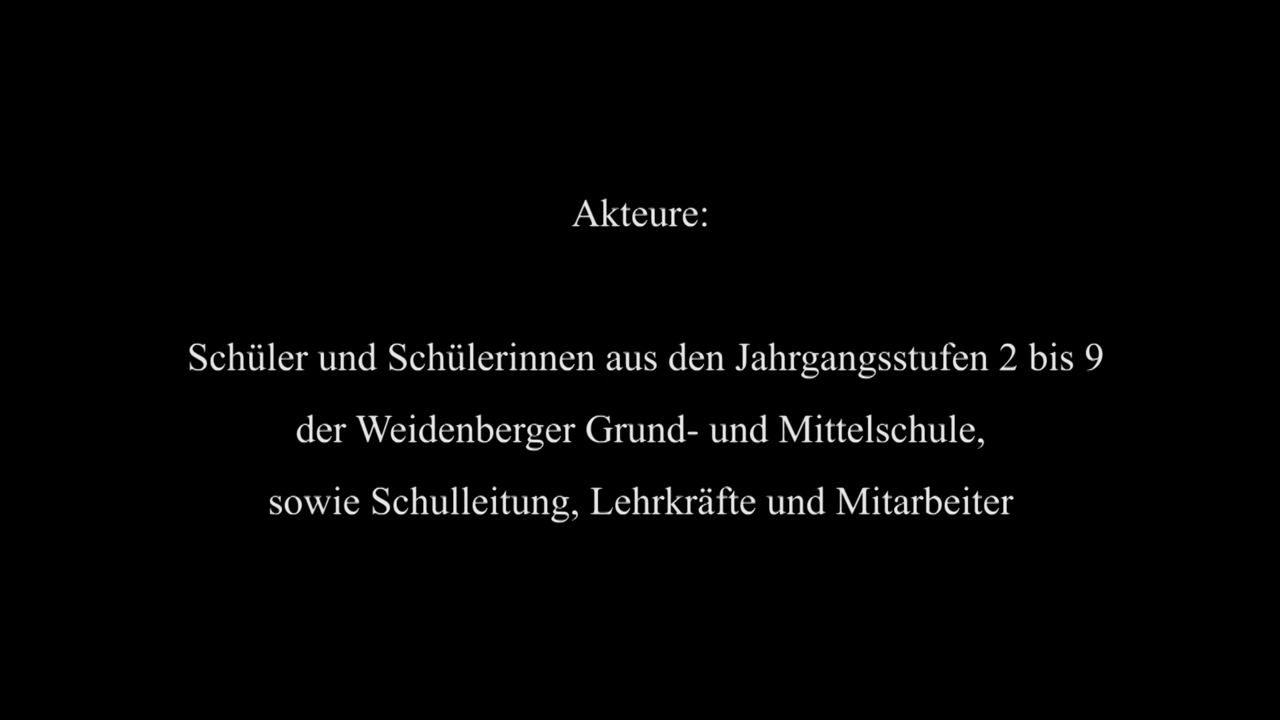 Akteure:
Schüler und Schülerinnen aus den Jahrgangsstufen 2 bis 9
der Weidenberger Grund- und Mittelschule,
sowie Schulleitung, Lehrkräfte und Mitarbeiter